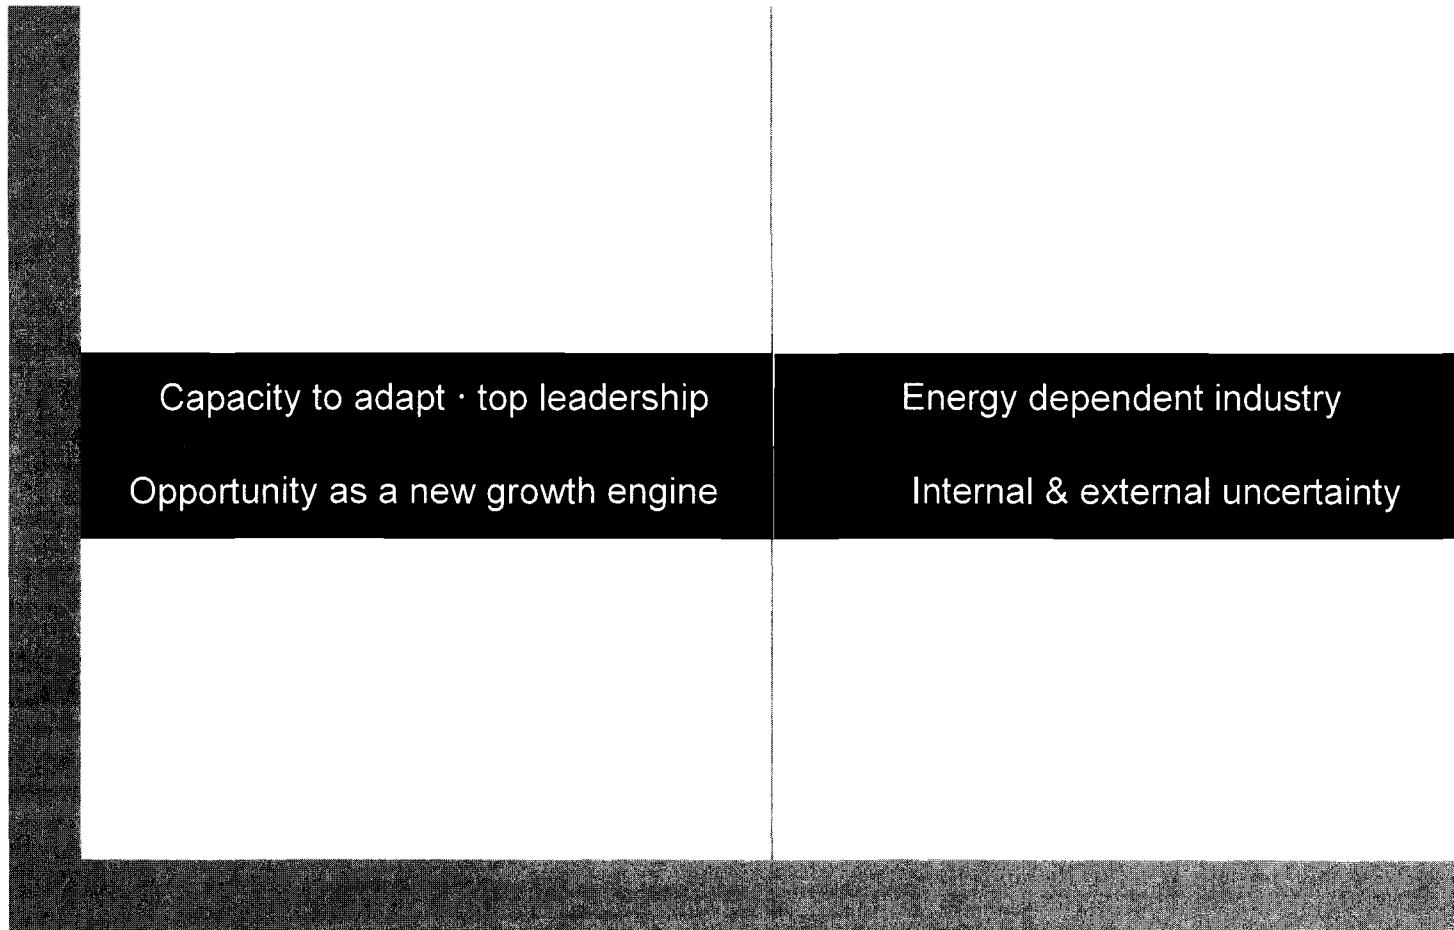 Capacity to adapt · top leadership
Energy dependent industry
Opportunity as a new growth engine
Internal & external uncertainty